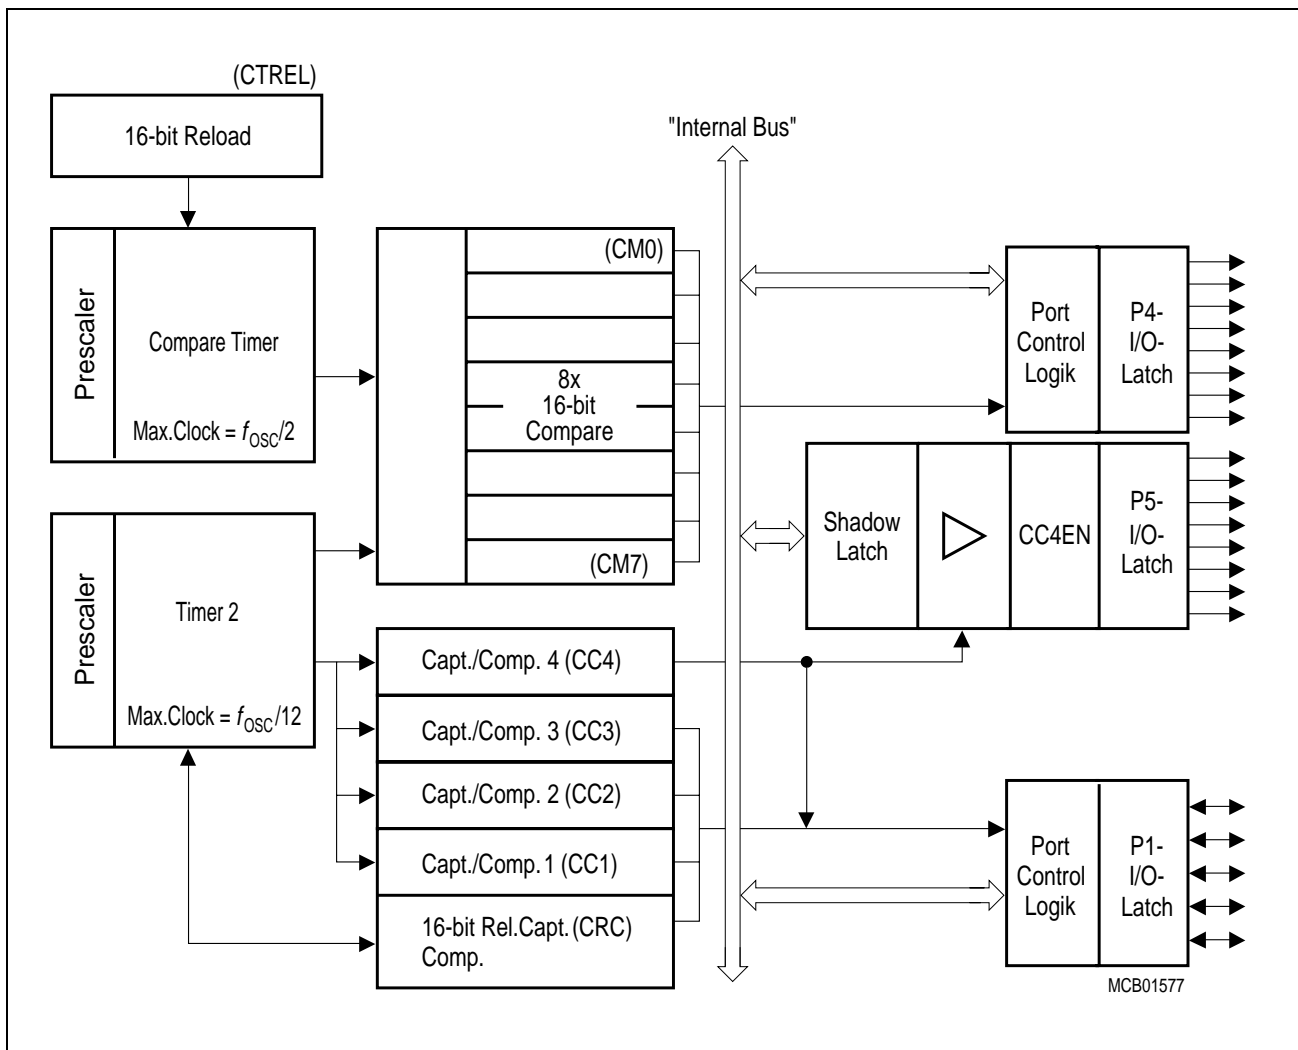 (CTREL)
16-bit Reload
"Internal Bus"
Prescaler
Compare Timer
Max.Clock = fOSC/2
(CM0)
8x
16-bit
Compare
(CM7)
Port
Control
Logik
P4-
I/O-
Latch
Shadow
Latch
CC4EN
P5-
I/O-
Latch
Prescaler
Timer 2
Max.Clock = fOSC/12
Capt./Comp. 4 (CC4)
Capt./Comp. 3 (CC3)
Capt./Comp. 2 (CC2)
Capt./Comp. 1 (CC1)
16-bit Rel.Capt. (CRC)
Comp.
Port
Control
Logik
P1-
I/O-
Latch
MCB01577